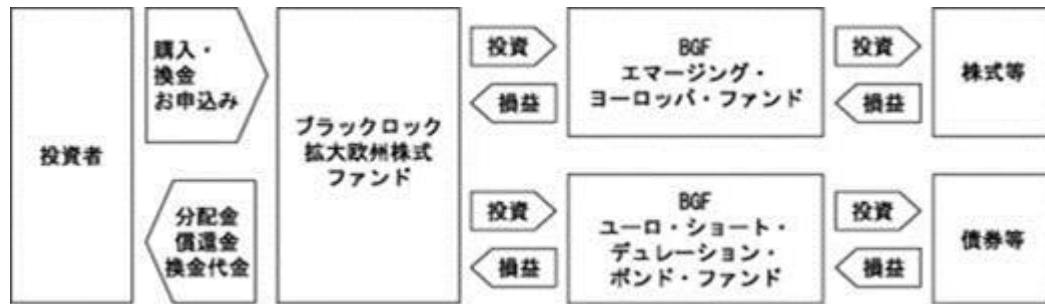 投資者
購入・
換金
お申込み
分配金
償還金
換金代金
ブラックロック
拡大欧州株式
ファンド
投資
損益
BGF
エマージング・
ヨーロッパ・ファンド
投資
損益
株式等
投資
損益
BGF
ユーロ・ショート・
デュレーション・
ボンド・ファンド
投資
損益
債券等